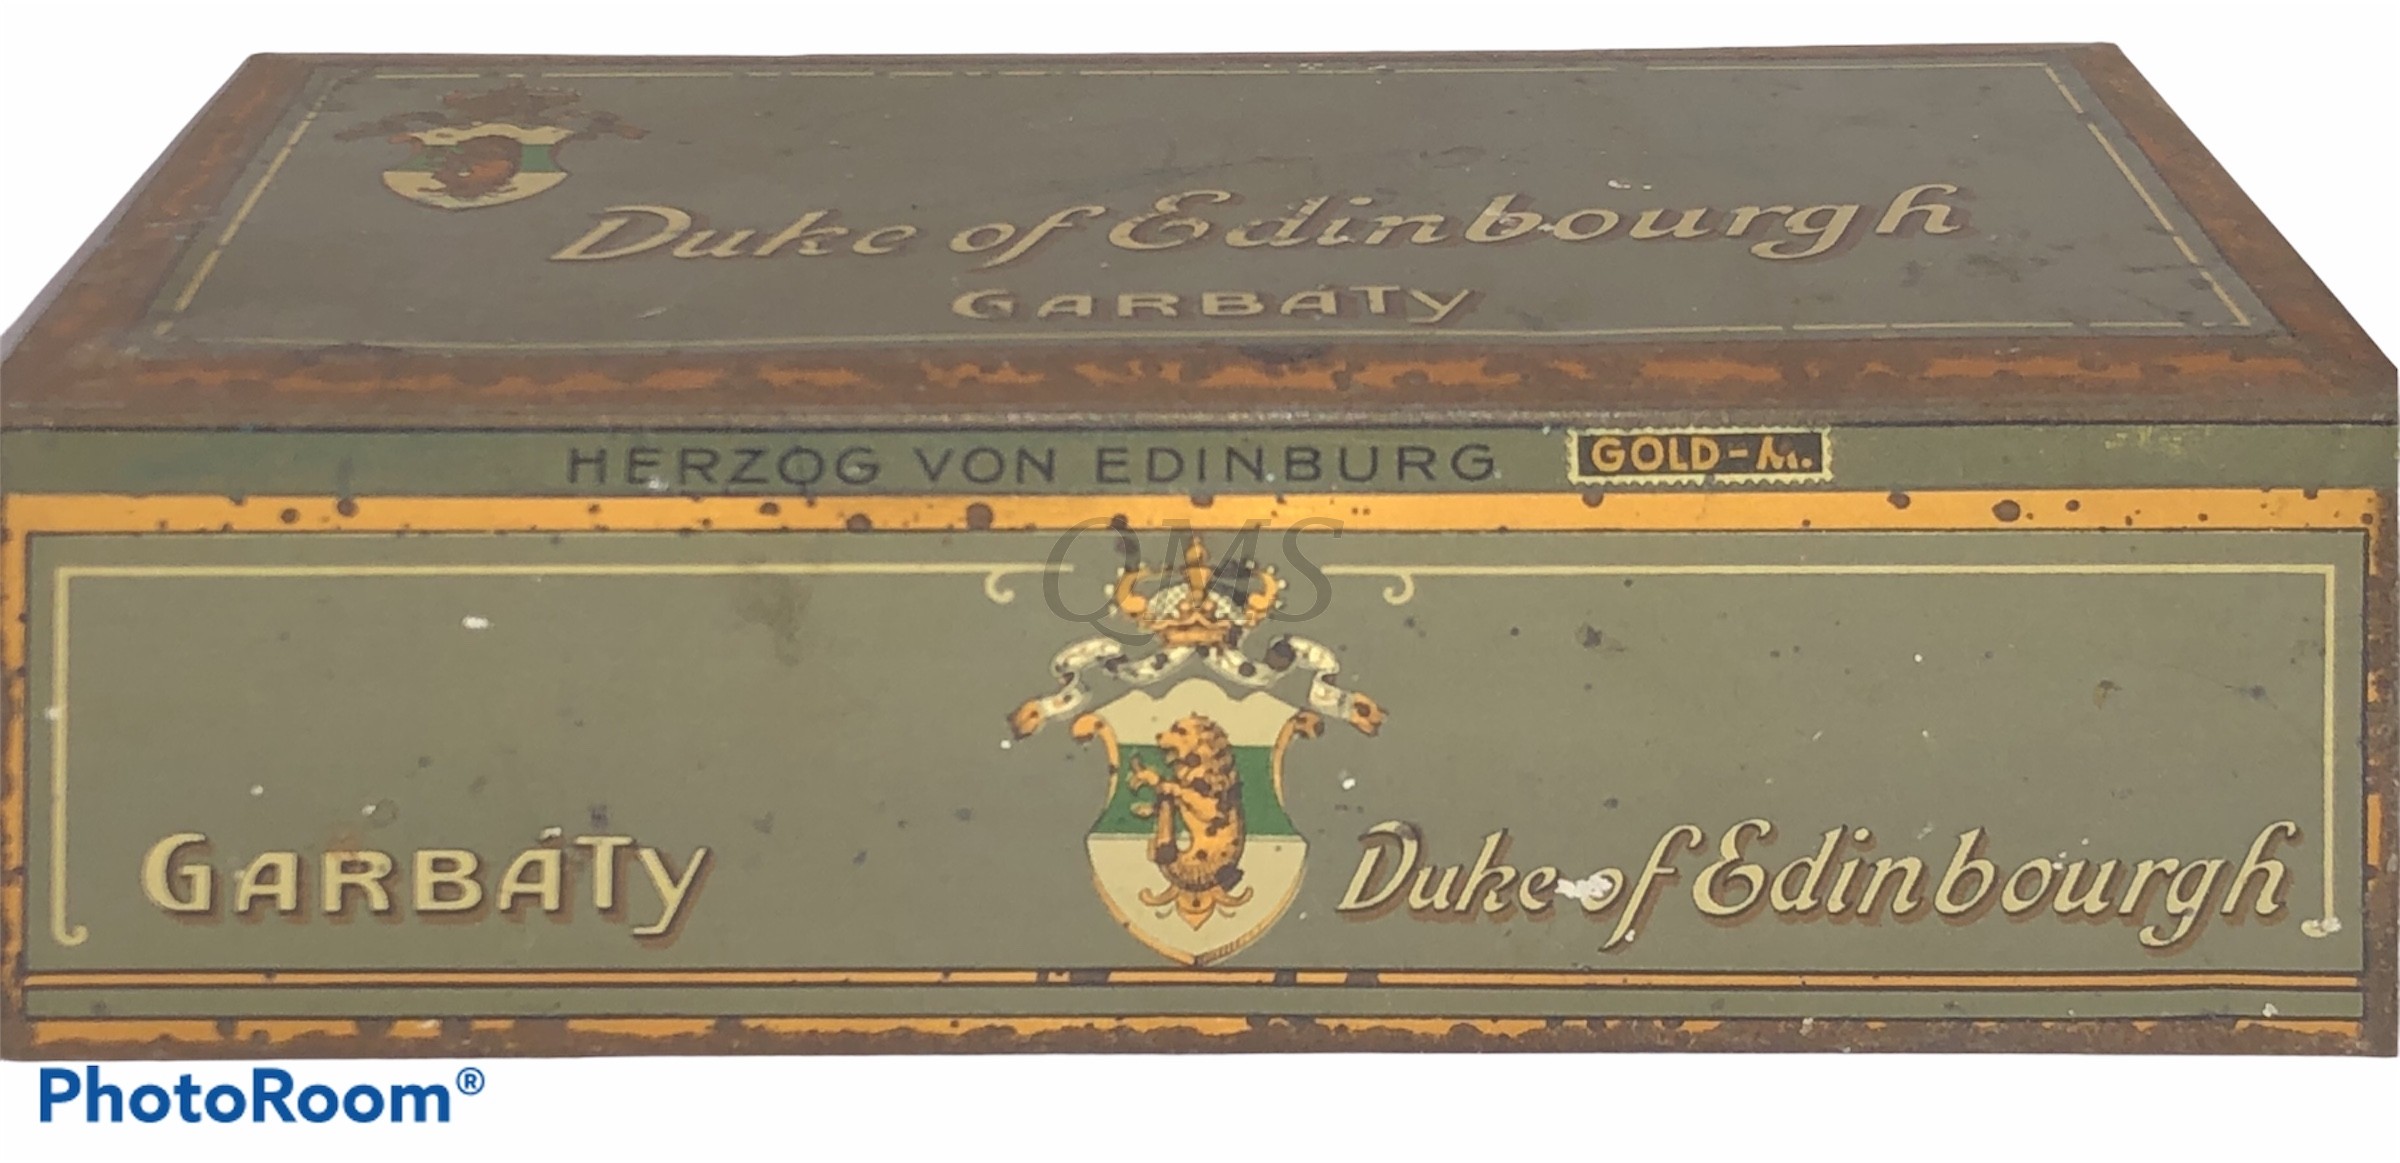 Duke of Edinbourgh
GARBÁTY
HERZOG VON EDINBURG GOLD-M.
QMS
GARBÁTY Duke of Edinbourgh
PhotoRoom®